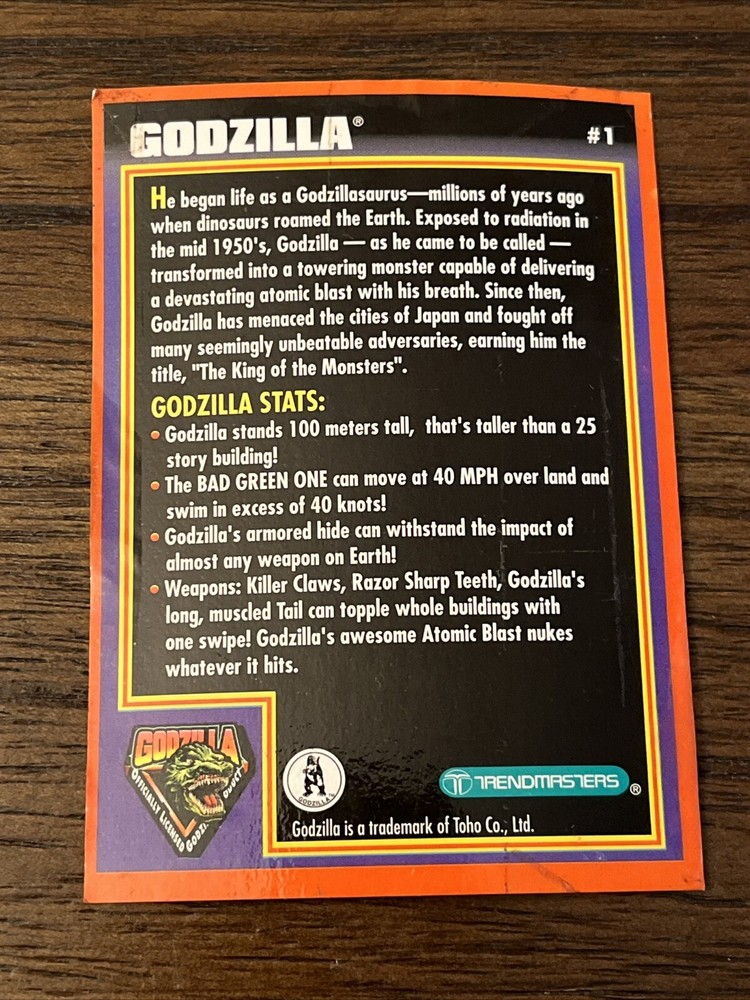 GODZILLA®
#1
He began life as a Godzillasaurus—millions of years ago
when dinosaurs roamed the Earth. Exposed to radiation in
the mid 1950's, Godzilla — as he came to be called —
transformed into a towering monster capable of delivering
a devastating atomic blast with his breath. Since then,
Godzilla has menaced the cities of Japan and fought off
many seemingly unbeatable adversaries, earning him the
title, "The King of the Monsters".
GODZILLA STATS:
• Godzilla stands 100 meters tall, that's taller than a 25
story building!
• The BAD GREEN ONE can move at 40 MPH over land and
swim in excess of 40 knots!
• Godzilla's armored hide can withstand the impact of
almost any weapon on Earth!
• Weapons: Killer Claws, Razor Sharp Teeth, Godzilla's
long, muscled Tail can topple whole buildings with
one swipe! Godzilla's awesome Atomic Blast nukes
whatever it hits.
GODZILLA
OFFICIALLY LICENSED
GODZILLA
TRENDMASTERS®
Godzilla is a trademark of Toho Co., Ltd.